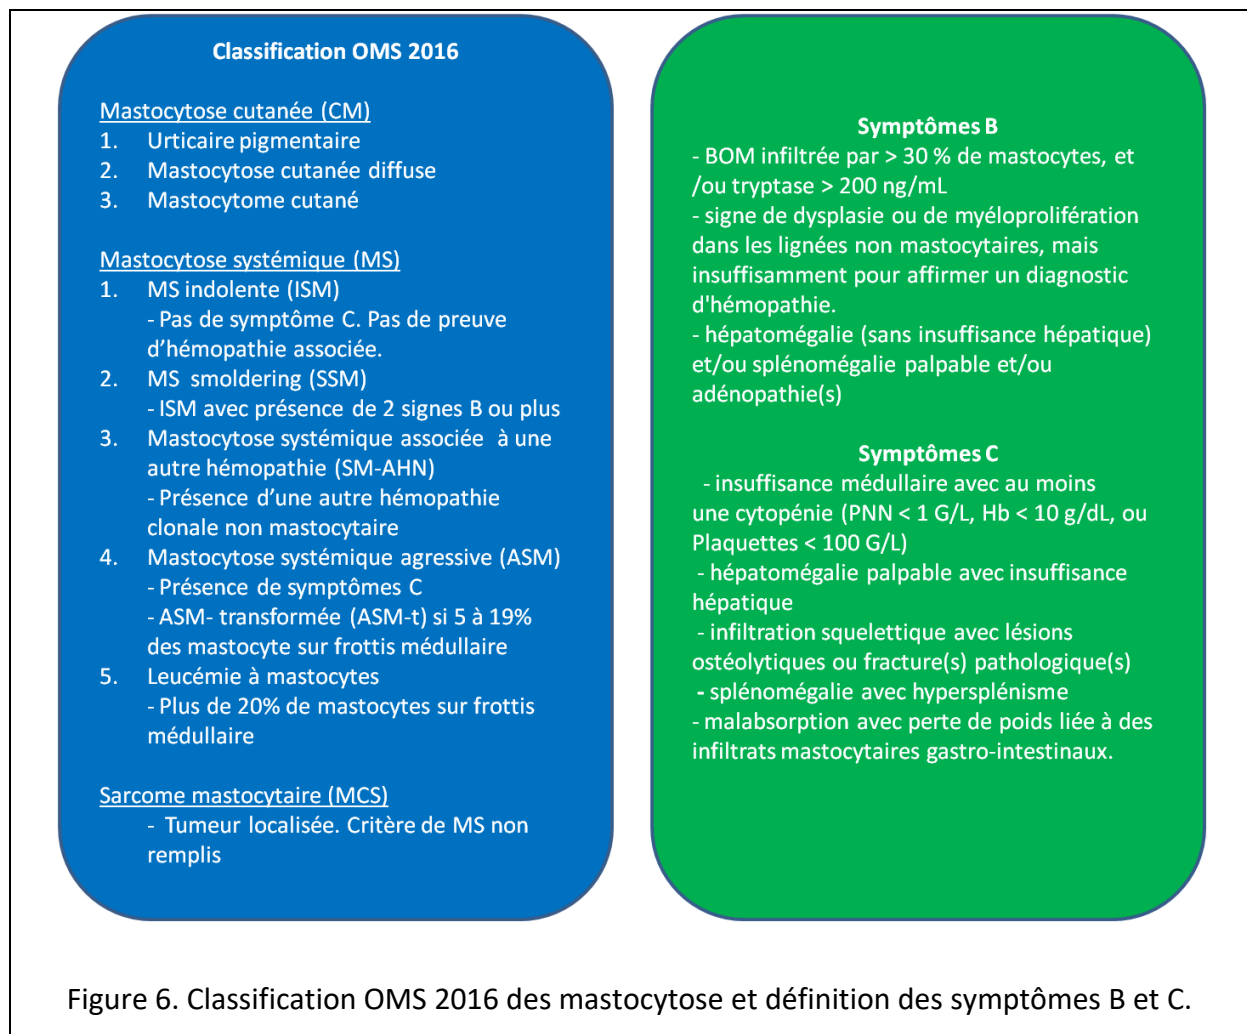 Classification OMS 2016
Mastocytose cutanée (CM)
1. Urticaire pigmentaire
2. Mastocytose cutanée diffuse
3. Mastocytome cutané
Mastocytose systémique (MS)
1. MS indolente (ISM)
- Pas de symptôme C. Pas de preuve
d’hémopathie associée.
2. MS smoldering (SSM)
- ISM avec présence de 2 signes B ou plus
3. Mastocytose systémique associée à une
autre hémopathie (SM-AHN)
- Présence d’une autre hémopathie
clonale non mastocytaire
4. Mastocytose systémique agressive (ASM)
- Présence de symptômes C
- ASM- transformée (ASM-t) si 5 à 19%
des mastocyte sur frottis médullaire
5. Leucémie à mastocytes
- Plus de 20% de mastocytes sur frottis
médullaire
Sarcome mastocytaire (MCS)
- Tumeur localisée. Critère de MS non
remplis
Symptômes B
- BOM infiltrée par > 30 % de mastocytes, et
/ou tryptase > 200 ng/mL
- signe de dysplasie ou de myéloprolifération
dans les lignées non mastocytaires, mais
insuffisamment pour affirmer un diagnostic
d'hémopathie.
- hépatomégalie (sans insuffisance hépatique)
et/ou splénomégalie palpable et/ou
adénopathie(s)
Symptômes C
- insuffisance médullaire avec au moins
une cytopénie (PNN < 1 G/L, Hb < 10 g/dL, ou
Plaquettes < 100 G/L)
- hépatomégalie palpable avec insuffisance
hépatique
- infiltration squelettique avec lésions
ostéolytiques ou fracture(s) pathologique(s)
- splénomégalie avec hypersplénisme
- malabsorption avec perte de poids liée à des
infiltrats mastocytaires gastro-intestinaux.
Figure 6. Classification OMS 2016 des mastocytose et définition des symptômes B et C.